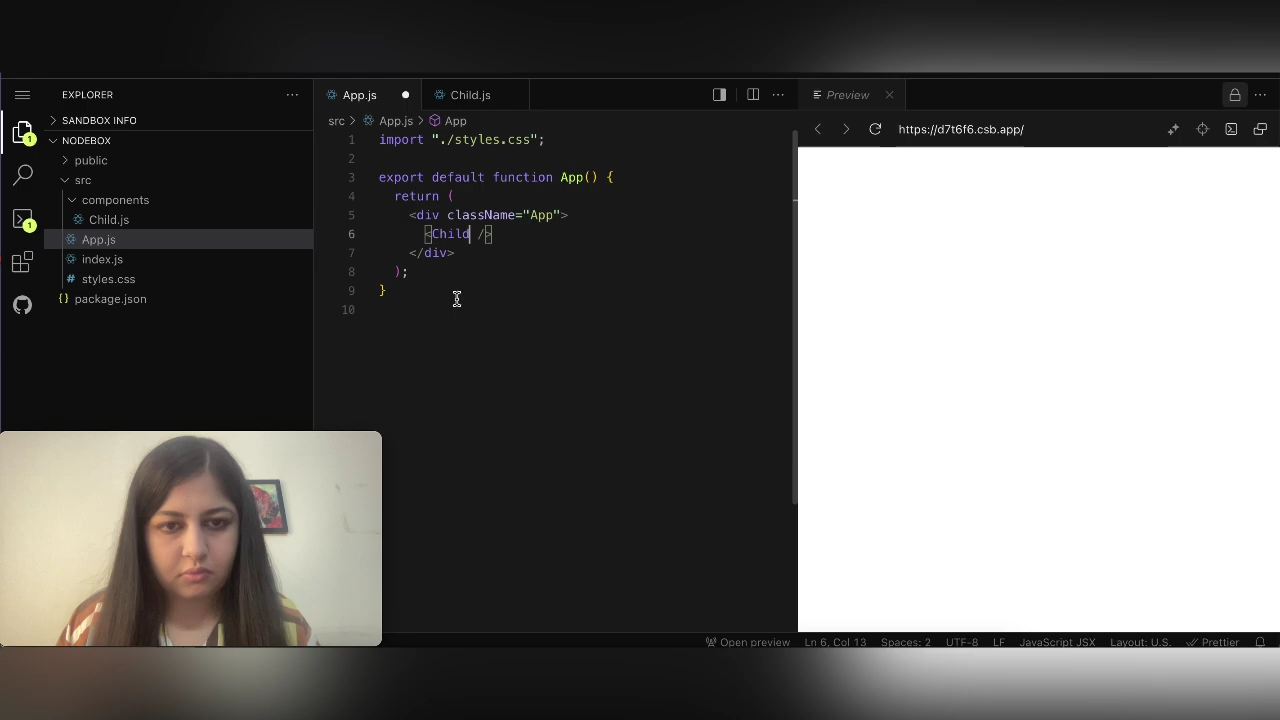 EXPLORER
SANDBOX INFO
NODEBOX
public
src
components
Child.js
App.js
index.js
styles.css
{} package.json
1
1
App.js
Child.js
src > App.js > App
1 import "./styles.css";
2
3 export default function App() {
4 return (
5 <div className="App">
6 <Child />
7 </div>
8 );
9 }
10
Preview
https://d7t6f6.csb.app/
Open preview Ln 6, Col 13 Spaces: 2 UTF-8 LF JavaScript JSX Layout: U.S. Prettier